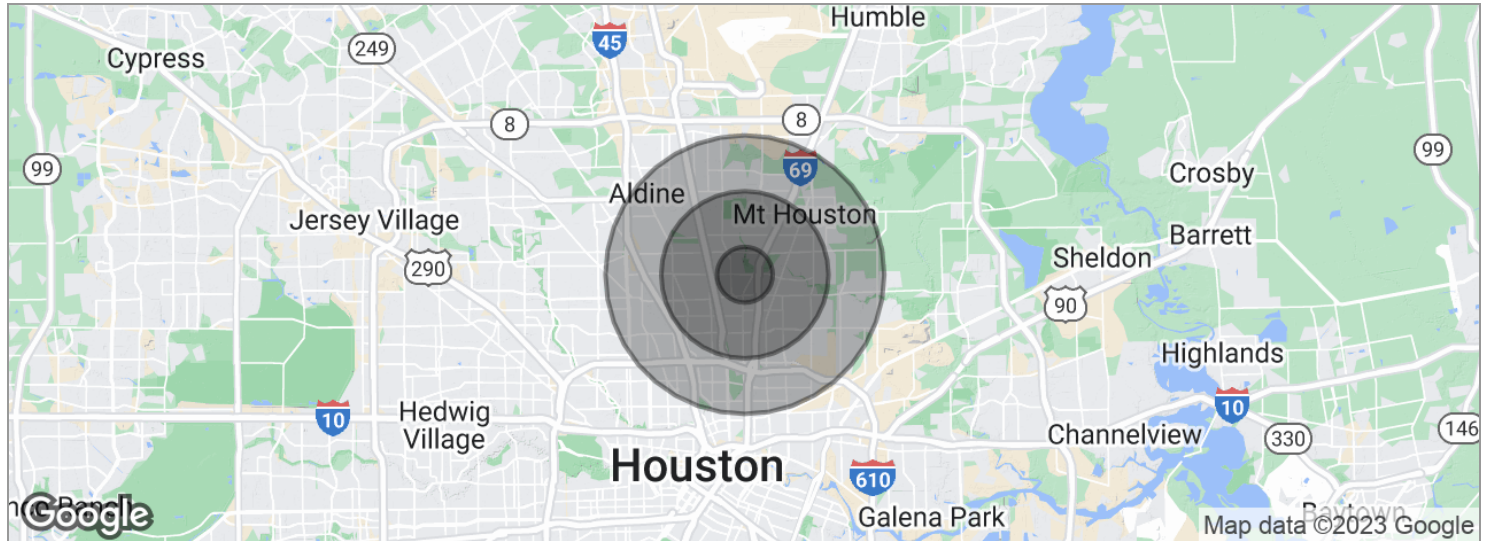 Humble
45
Cypress
249
8
8
99
99
69
Crosby
Aldine
Mt Houston
Jersey Village
Barrett
Sheldon
290
90
Highlands
10
10
Hedwig
Village
Channelview
330
146
Houston
610
Galena Park
Baytown
Google
Map data ©2023 Google